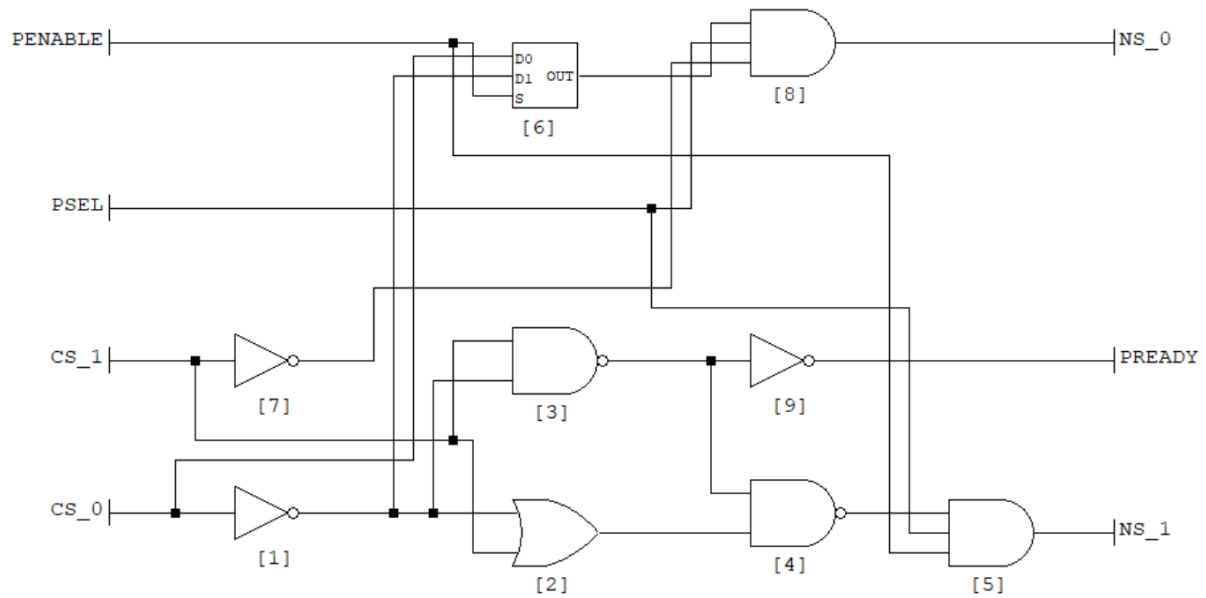 PENABLE
NS_0
D0
D1 OUT
S
[6]
[8]
PSEL
CS_1
PREADY
[7]
[3]
[9]
CS_0
NS_1
[1]
[2]
[4]
[5]